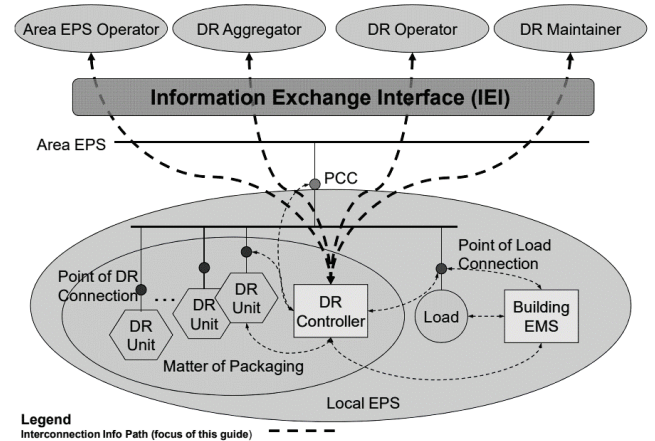 Area EPS Operator
DR Aggregator
DR Operator
DR Maintainer
Information Exchange Interface (IEI)
Area EPS
PCC
Point of DR
Connection
Point of Load
Connection
...
DR
Unit
DR
Unit
DR
Unit
DR
Controller
Load
Building
EMS
Matter of Packaging
Local EPS
Legend
Interconnection Info Path (focus of this guide)